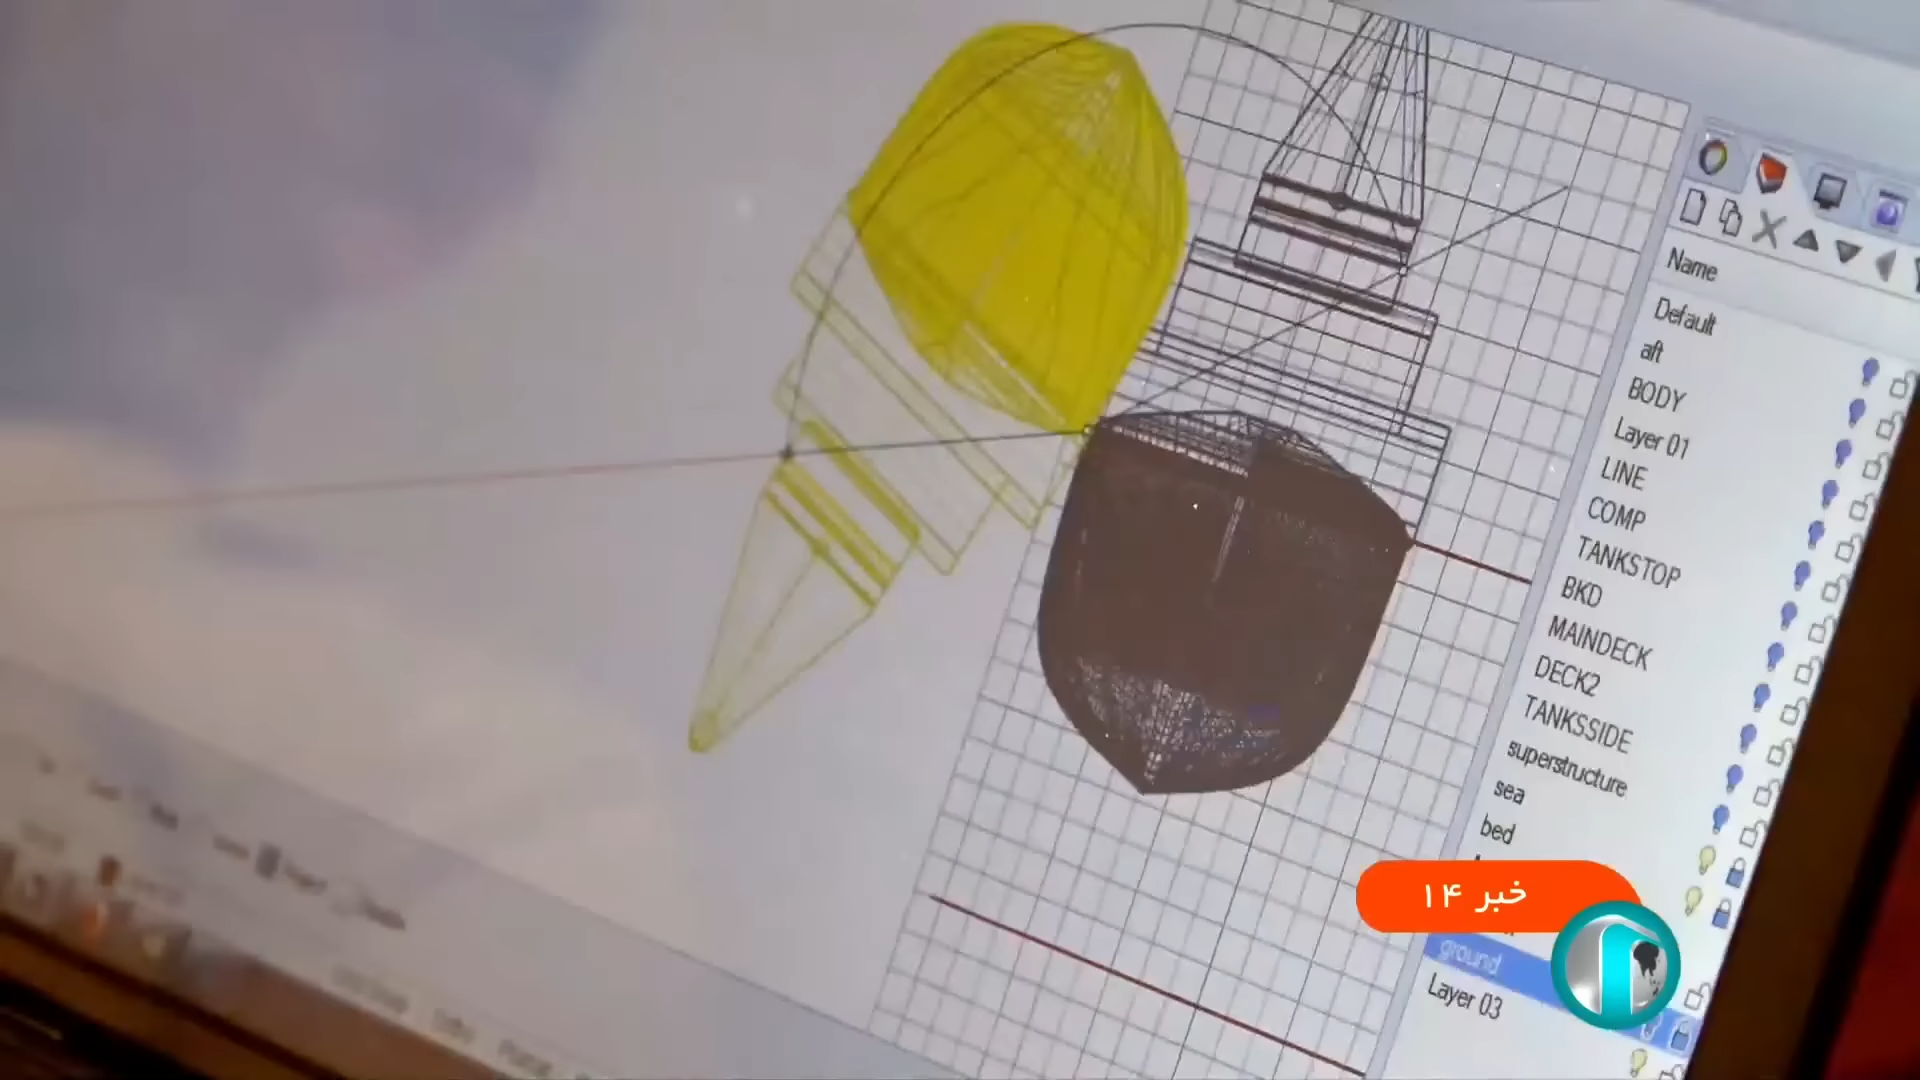 Name
Default
aft
BODY
Layer 01
LINE
COMP
TANKSTOP
BKD
MAINDECK
DECK2
TANKSSIDE
superstructure
sea
bed
ground
Layer 03
خبر ۱۴